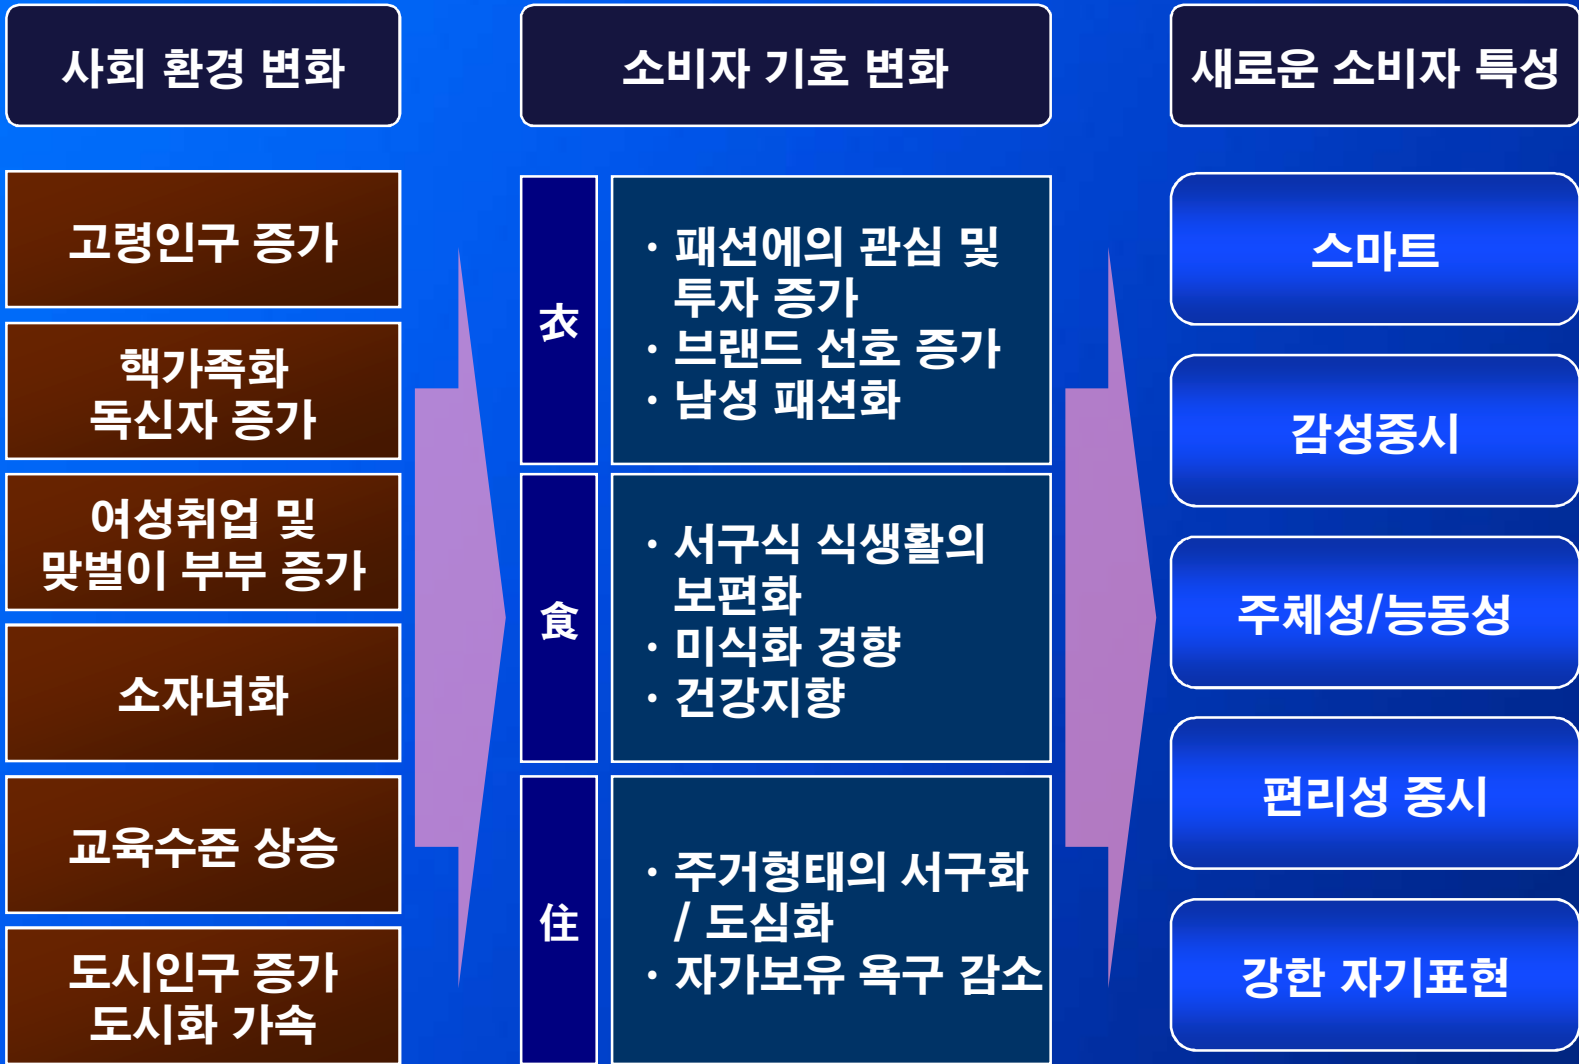 사회 환경 변화
소비자 기호 변화
새로운 소비자 특성
고령인구 증가
핵가족화
독신자 증가
여성취업 및
맞벌이 부부 증가
소자녀화
교육수준 상승
도시인구 증가
도시화 가속
衣
· 패션에의 관심 및
투자 증가
· 브랜드 선호 증가
· 남성 패션화
食
· 서구식 식생활의
보편화
· 미식화 경향
· 건강지향
住
· 주거형태의 서구화
/ 도심화
· 자가보유 욕구 감소
스마트
감성중시
주체성/능동성
편리성 중시
강한 자기표현